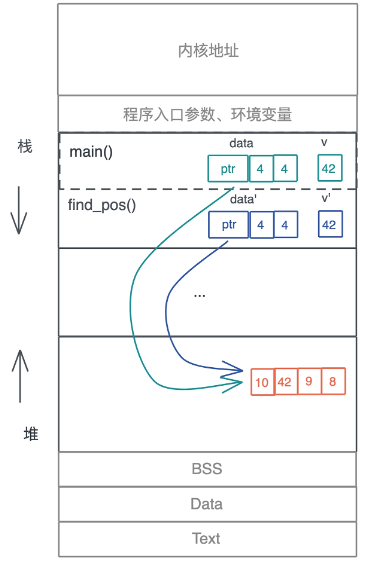 内核地址
程序入口参数、环境变量
栈
main()
data
v
ptr 4 4 42
find_pos()
data'
v'
ptr 4 4 42
...
10 42 9 8
堆
BSS
Data
Text